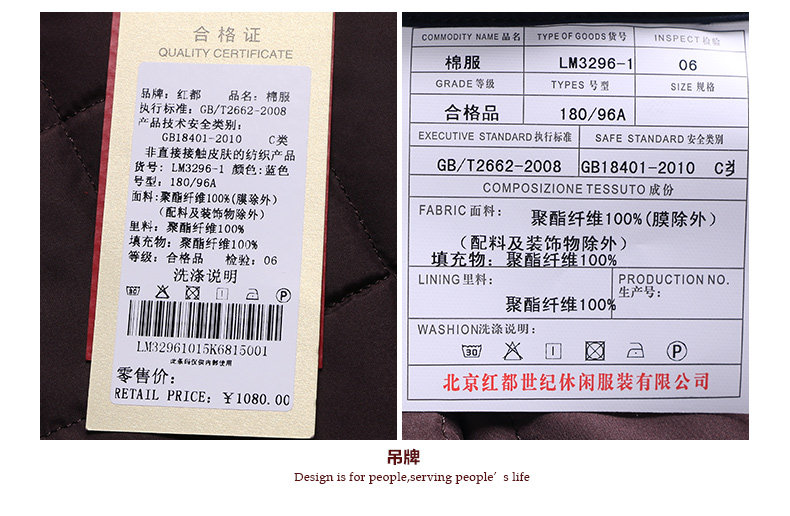 合格证
QUALITY CERTIFICATE
品牌: 红都 品名: 棉服
执行标准: GB/T2662-2008
产品技术安全类别:
GB18401-2010 C类
非直接接触皮肤的纺织产品
货号: LM3296-1 颜色:蓝色
号型: 180/96A
面料: 聚酯纤维100%(膜除外)
(配料及装饰物除外)
里料: 聚酯纤维100%
填充物: 聚酯纤维100%
等级: 合格品 检验: 06
洗涤说明
LM32961015K6815001
此条码仅做内部使用
零售价:
RETAIL PRICE: ¥1080.00
COMMODITY NAME 品名 TYPE OF GOODS 货号 INSPECT 检验
棉服 LM3296-1 06
GRADE 等级 TYPES 号型 SIZE 规格
合格品 180/96A
EXECUTIVE STANDARD 执行标准 SAFE STANDARD 安全类别
GB/T2662-2008 GB18401-2010 C类
COMPOSIZIONE TESSUTO 成份
FABRIC 面料: 聚酯纤维100%(膜除外)
(配料及装饰物除外)
填充物: 聚酯纤维100%
LINING 里料: PRODUCTION NO.
生产号:
聚酯纤维100%
WASHION 洗涤说明:
90
北京红都世纪休闲服装有限公司
吊牌
Design is for people,serving people's life